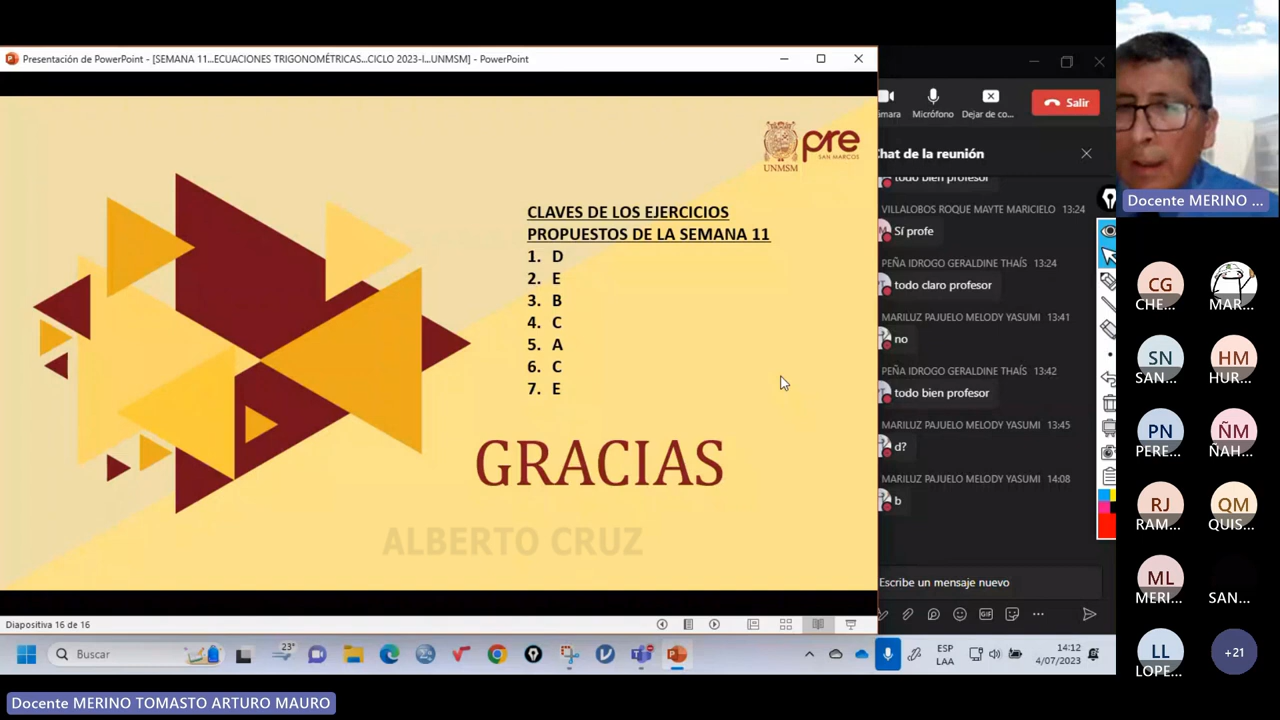 Presentación de PowerPoint - [SEMANA 11...ECUACIONES TRIGONOMÉTRICAS...CICLO 2023-I...UNMSM] - PowerPoint
UNMSM
pre
SAN MARCOS
CLAVES DE LOS EJERCICIOS
PROPUESTOS DE LA SEMANA 11
1. D
2. E
3. B
4. C
5. A
6. C
7. E
GRACIAS
ALBERTO CRUZ
Diapositiva 16 de 16
Micrófono
Dejar de co...
Salir
Chat de la reunión
todo bien profesor
VILLALOBOS ROQUE MAYTE MARICIELO 13:24
Sí profe
PEÑA IDROGO GERALDINE THAÍS 13:24
todo claro profesor
MARILUZ PAJUELO MELODY YASUMI 13:41
no
PEÑA IDROGO GERALDINE THAÍS 13:42
todo bien profesor
MARILUZ PAJUELO MELODY YASUMI 13:45
d?
MARILUZ PAJUELO MELODY YASUMI 14:08
b
Escribe un mensaje nuevo
GIF
Docente MERINO ...
CG
CHE...
MAR...
SN
SAN...
HM
HUR...
PN
PERE...
ÑM
ÑAH...
RJ
RAM...
QM
QUIS...
ML
MERI...
SAN...
LL
LOPE...
+21
Buscar
23°
ESP
LAA
14:12
4/07/2023
Docente MERINO TOMASTO ARTURO MAURO